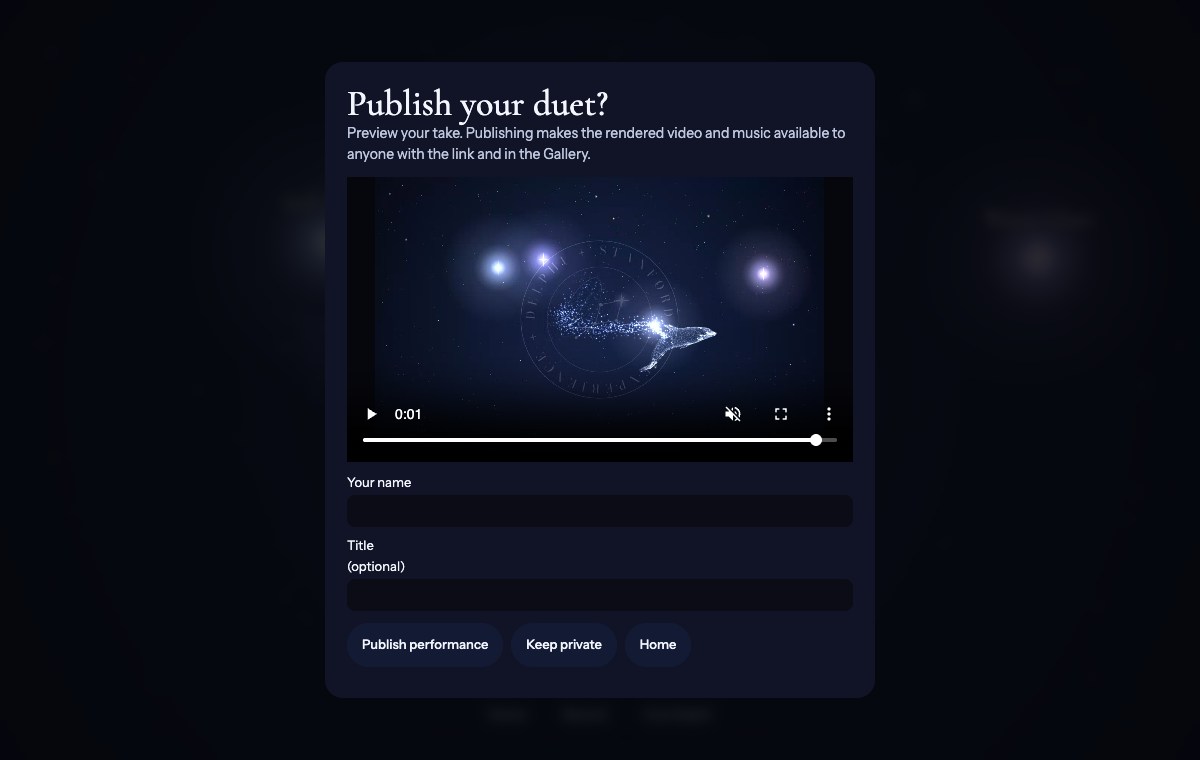 Publish your duet?
Preview your take. Publishing makes the rendered video and music available to
anyone with the link and in the Gallery.
0:01
Your name
Title
(optional)
Publish performance
Keep private
Home